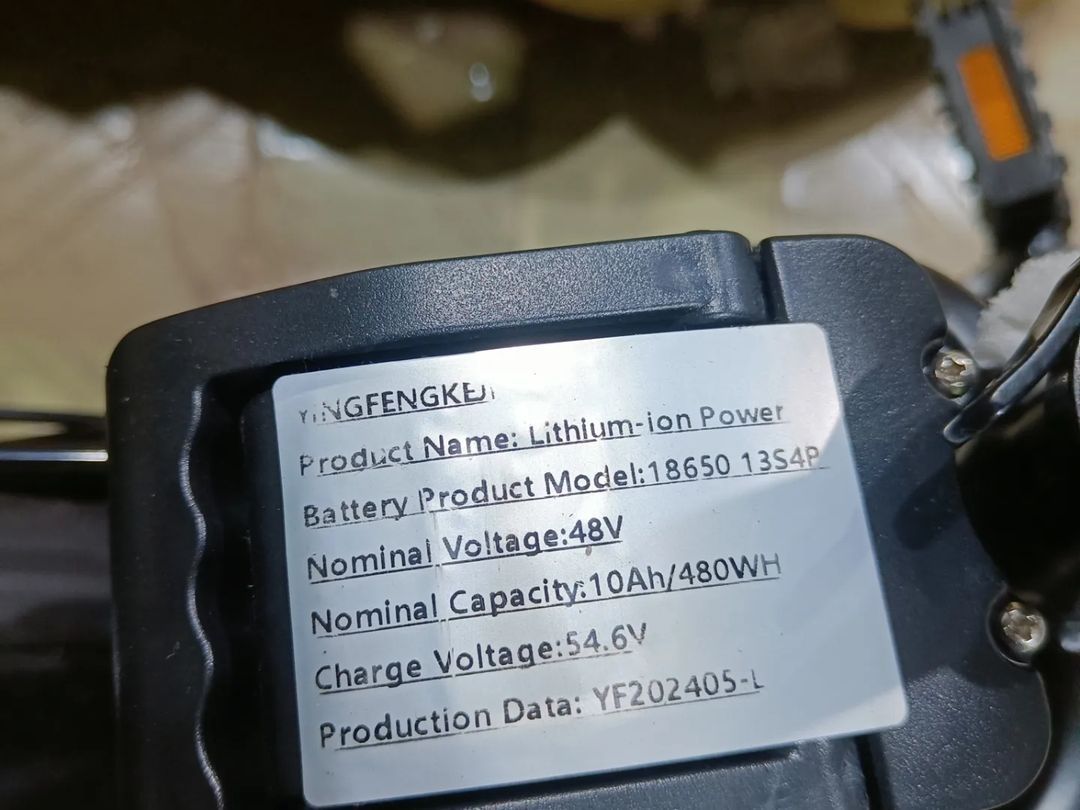 YINGFENGKEJI
Product Name: Lithium-ion Power
Battery Product Model:18650 13S4P
Nominal Voltage:48V
Nominal Capacity:10Ah/480WH
Charge Voltage:54.6V
Production Data: YF202405-L